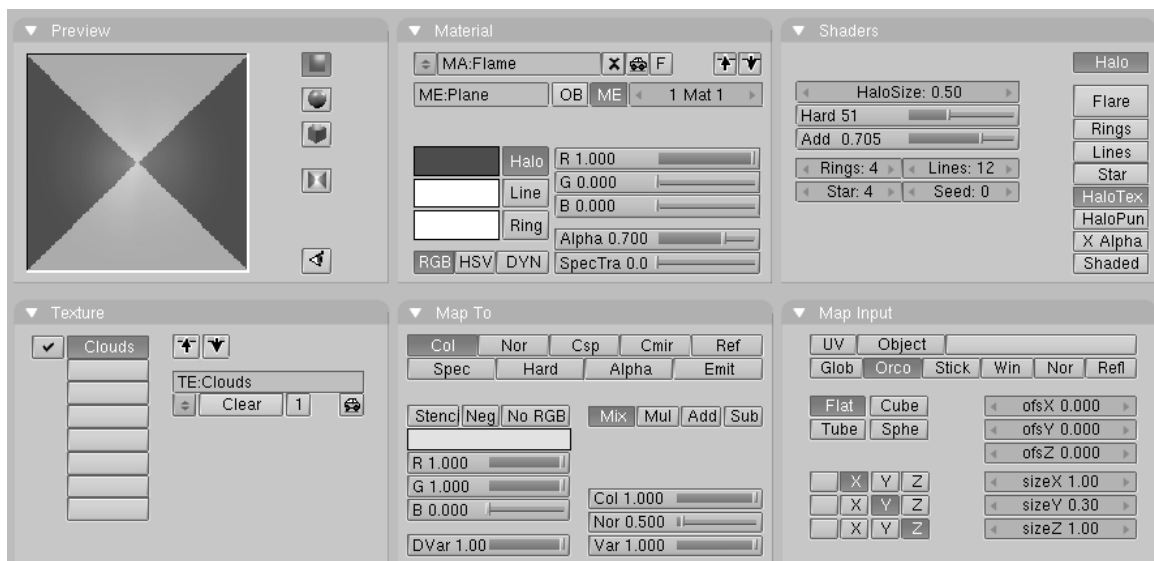 Preview
Material
MA:Flame
F
ME:Plane
OB
ME
1 Mat 1
Halo
Line
Ring
R 1.000
G 0.000
B 0.000
Alpha 0.700
SpecTra 0.0
RGB
HSV
DYN
Shaders
Halo
HaloSize: 0.50
Hard 51
Add 0.705
Rings: 4
Lines: 12
Star: 4
Seed: 0
Flare
Rings
Lines
Star
HaloTex
HaloPun
X Alpha
Shaded
Texture
Clouds
TE:Clouds
Clear
1
Map To
Col
Nor
Csp
Cmir
Ref
Spec
Hard
Alpha
Emit
Stenc
Neg
No RGB
Mix
Mul
Add
Sub
R 1.000
G 1.000
B 0.000
DVar 1.00
Col 1.000
Nor 0.500
Var 1.000
Map Input
UV
Object
Glob
Orco
Stick
Win
Nor
Refl
Flat
Cube
Tube
Sphe
ofsX 0.000
ofsY 0.000
ofsZ 0.000
X Y Z
X Y Z
X Y Z
sizeX 1.00
sizeY 0.30
sizeZ 1.00